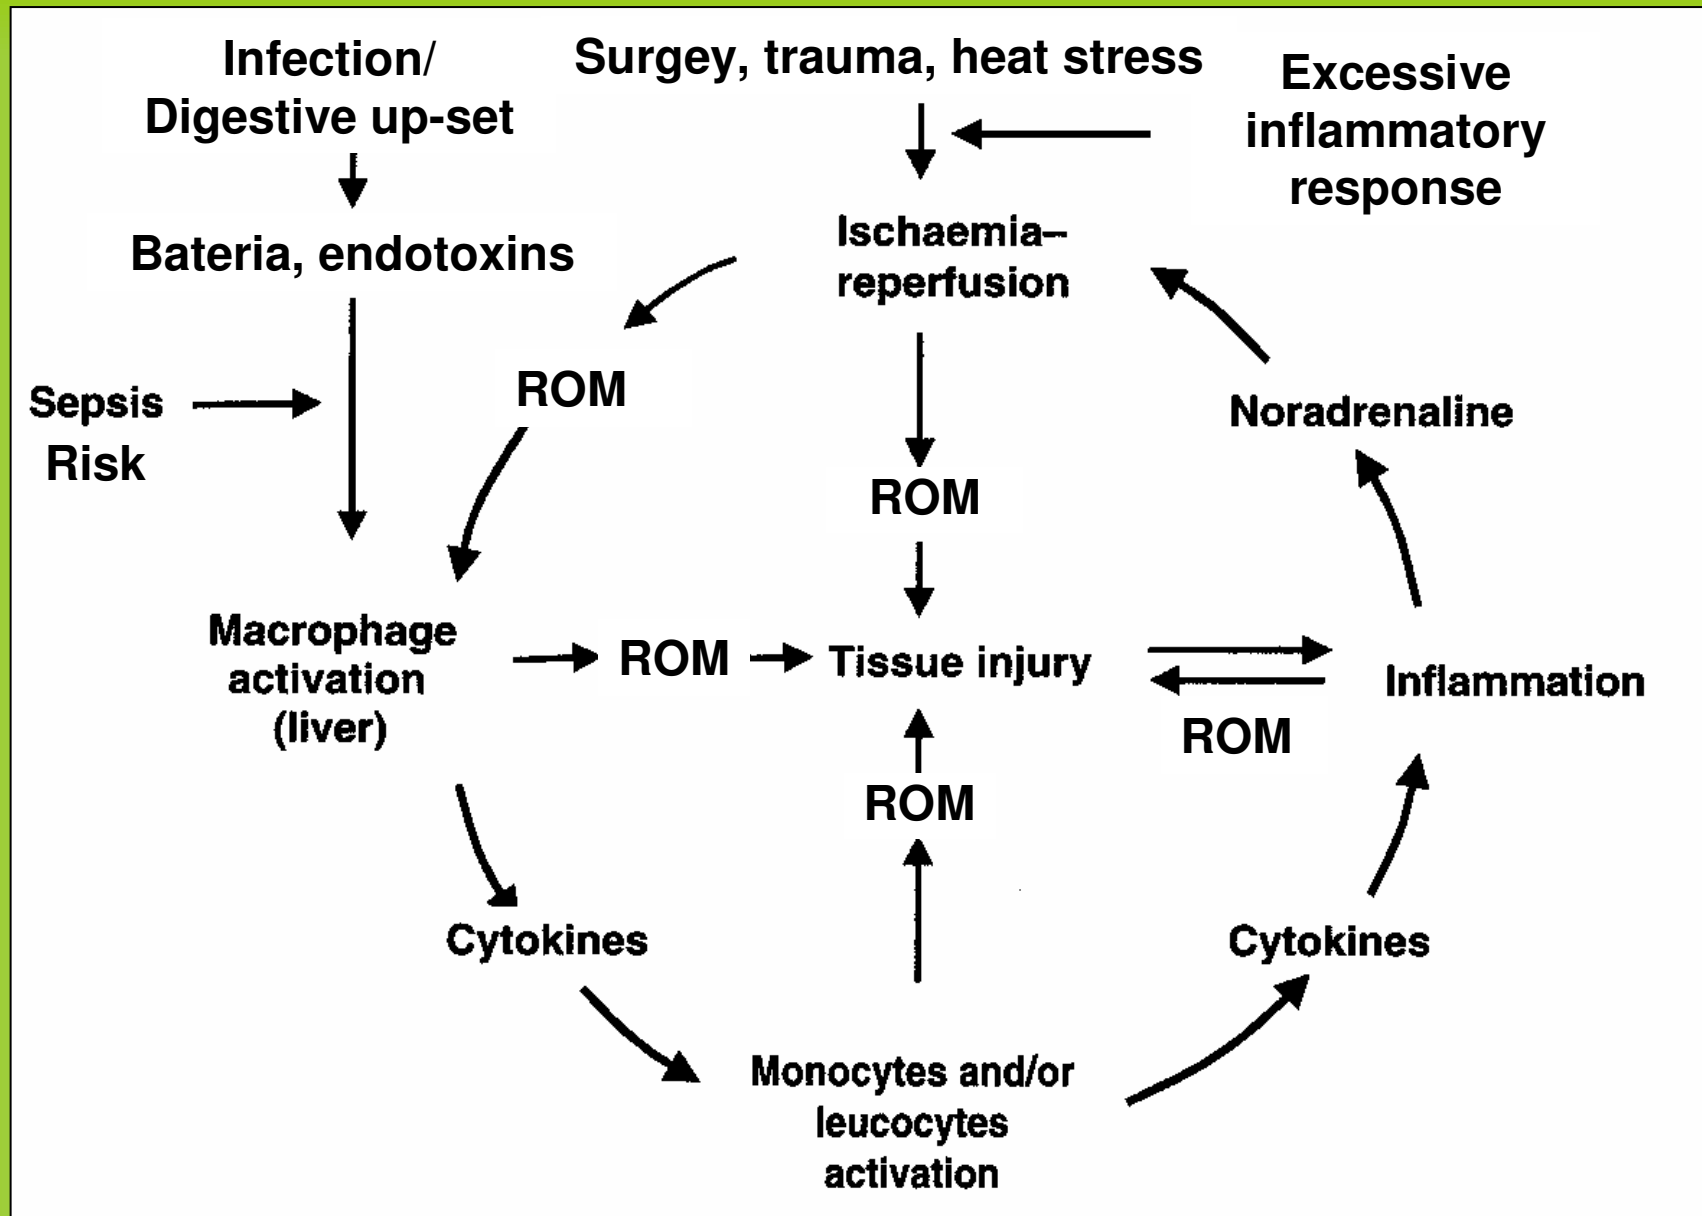 Infection/
Digestive up-set
Surgey, trauma, heat stress
Excessive
inflammatory
response
Bateria, endotoxins
Ischaemia–
reperfusion
Sepsis
Risk
ROM
Noradrenaline
ROM
Macrophage
activation
(liver)
ROM
Tissue injury
Inflammation
ROM
ROM
Cytokines
Cytokines
Monocytes and/or
leucocytes
activation